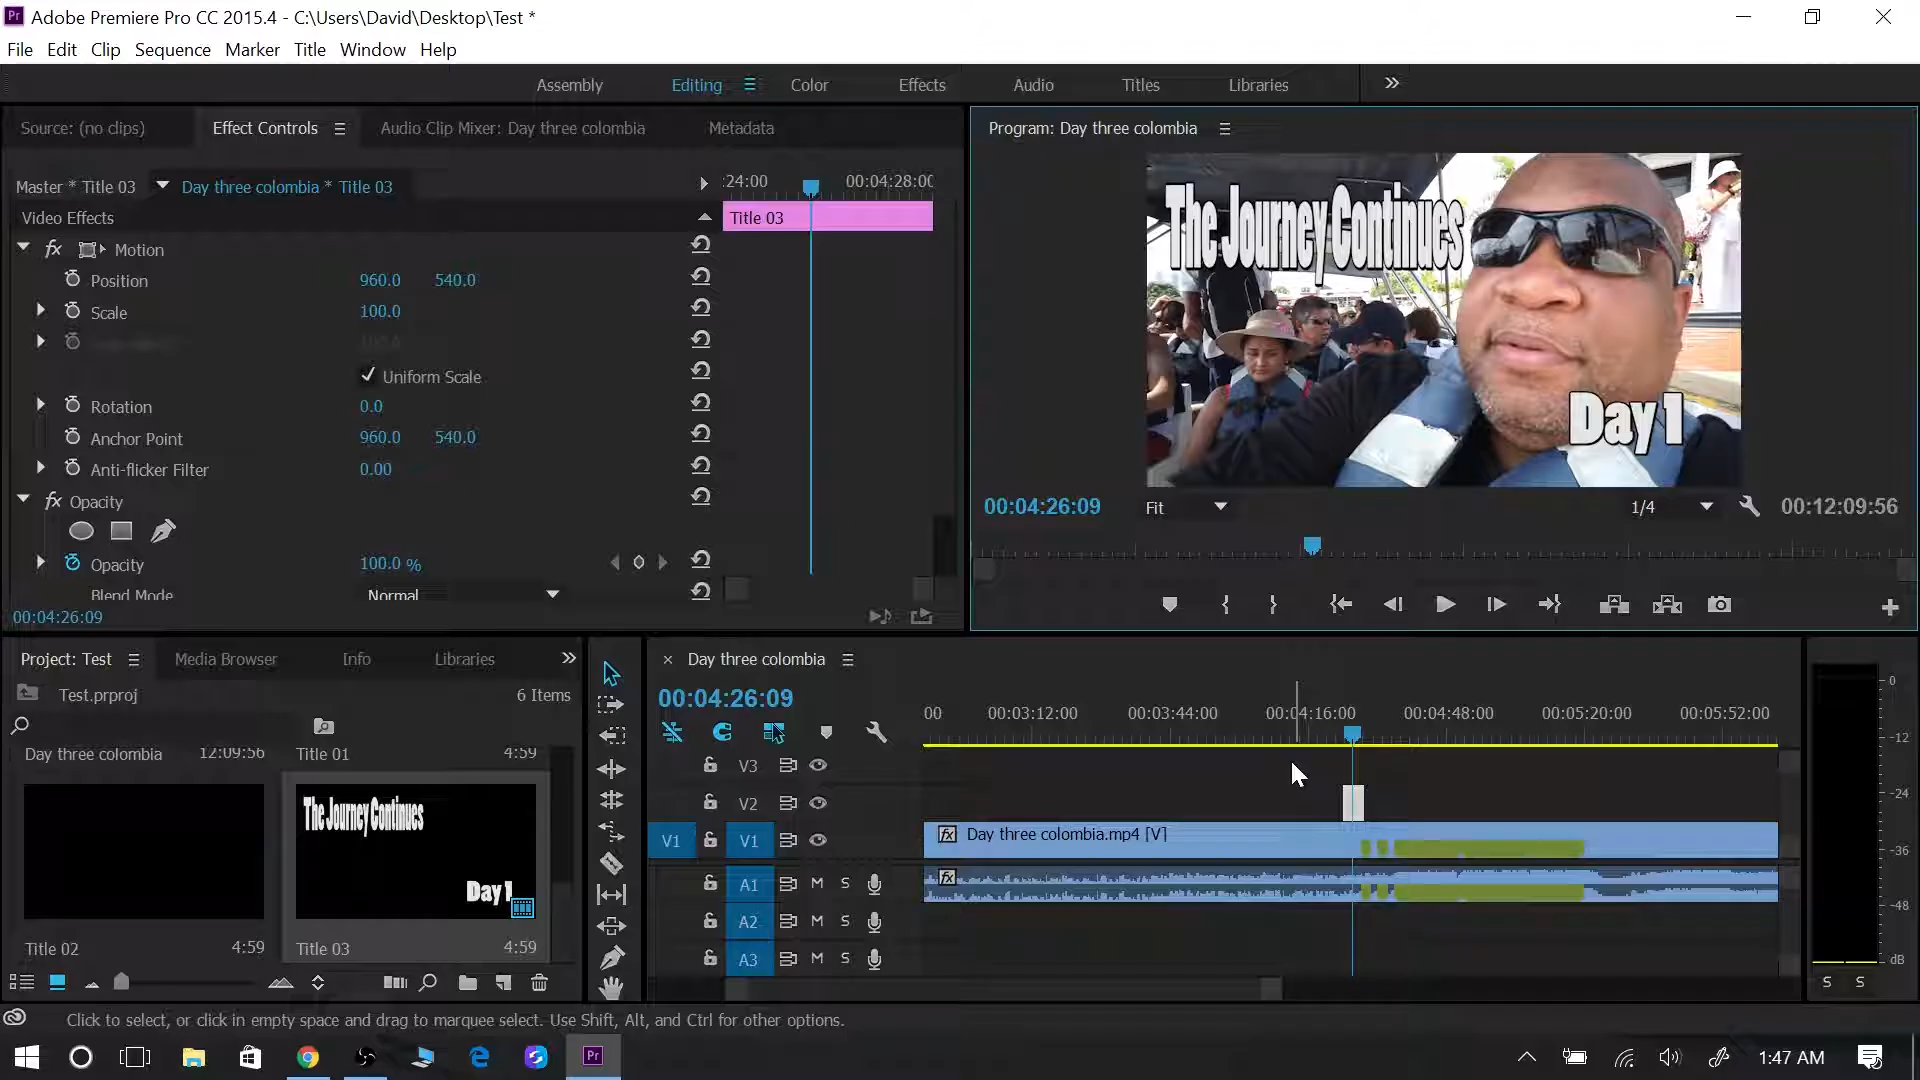 Adobe Premiere Pro CC 2015.4 - C:\Users\David\Desktop\Test *
File Edit Clip Sequence Marker Title Window Help
Assembly Editing Color Effects Audio Titles Libraries
Source: (no clips) Effect Controls Audio Clip Mixer: Day three colombia Metadata
Program: Day three colombia
Master * Title 03 Day three colombia * Title 03
:24:00 00:04:28:00
Video Effects
Title 03
Motion
Position 960.0 540.0
Scale 100.0
100.0
Uniform Scale
Rotation 0.0
Anchor Point 960.0 540.0
Anti-flicker Filter 0.00
Opacity
Opacity 100.0 %
Blend Mode Normal
00:04:26:09
The Journey Continues
Day 1
00:04:26:09 Fit 1/4 00:12:09:56
Project: Test Media Browser Info Libraries
Test.prproj 6 Items
Day three colombia 12:09:56 Title 01 4:59
The Journey Continues
Day 1
Title 02 4:59 Title 03 4:59
Day three colombia
00:04:26:09
00 00:03:12:00 00:03:44:00 00:04:16:00 00:04:48:00 00:05:20:00 00:05:52:00
V3
V2
V1 V1 fx Day three colombia.mp4 [V]
A1 M S fx
A2 M S
A3 M S
0
-12
-24
-36
-48
dB
S S
Click to select, or click in empty space and drag to marquee select. Use Shift, Alt, and Ctrl for other options.
Pr 1:47 AM